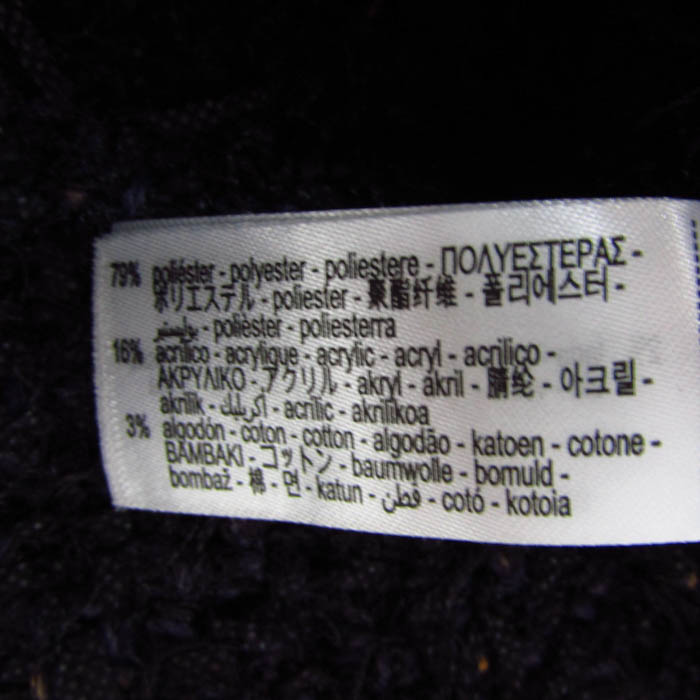 79% poliéster - polyester - poliestere - ΠΟΛΥΕΣΤΕΡΑΣ -
ポリエステル - poliester - 聚酯纤维 - 폴리에스터 -
بوليستر - polièster - poliesterra
16% acrílico - acrylique - acrylic - acryl - acrilico -
ΑΚΡΥΛΙΚΟ - アクリル - akryl - akril - 腈纶 - 아크릴 -
akrilik - اكريليك - acrílic - akrilikoa
3% algodón - coton - cotton - algodão - katoen - cotone -
ΒΑΜΒΑΚΙ - コットン - baumwolle - bomuld -
bombaž - 棉 - 면 - katun - قطن - cotó - kotoia